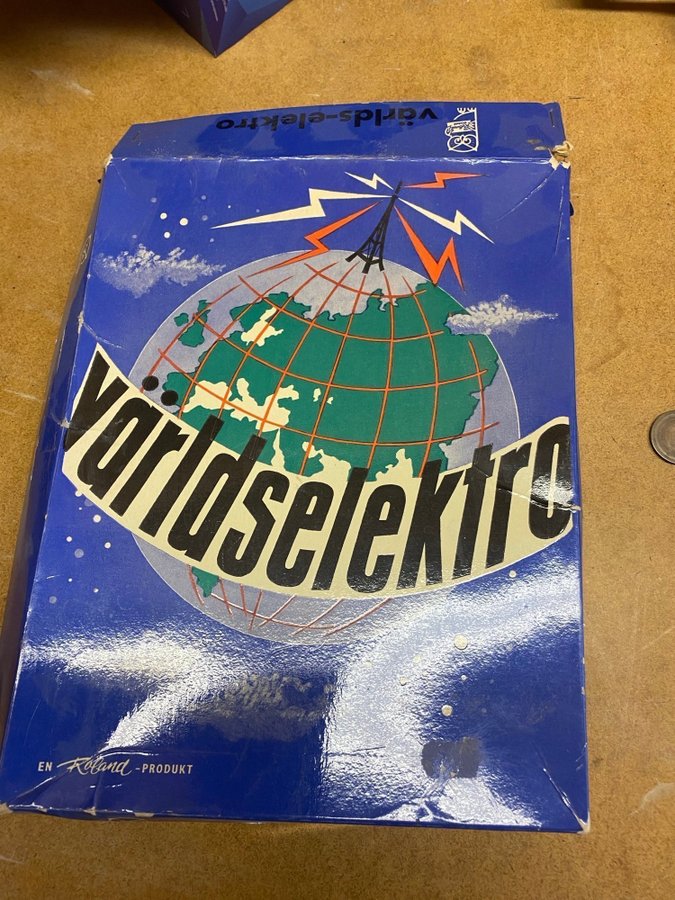 världs-elektro
världselektro
EN Roland -PRODUKT